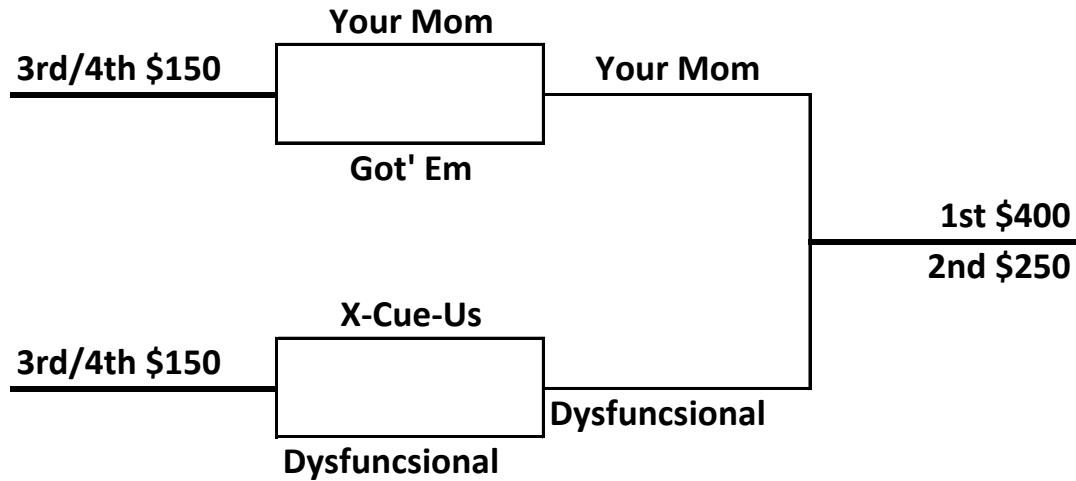 Your Mom
3rd/4th $150
Your Mom
Got' Em
1st $400
2nd $250
X-Cue-Us
3rd/4th $150
Dysfuncsional
Dysfuncsional